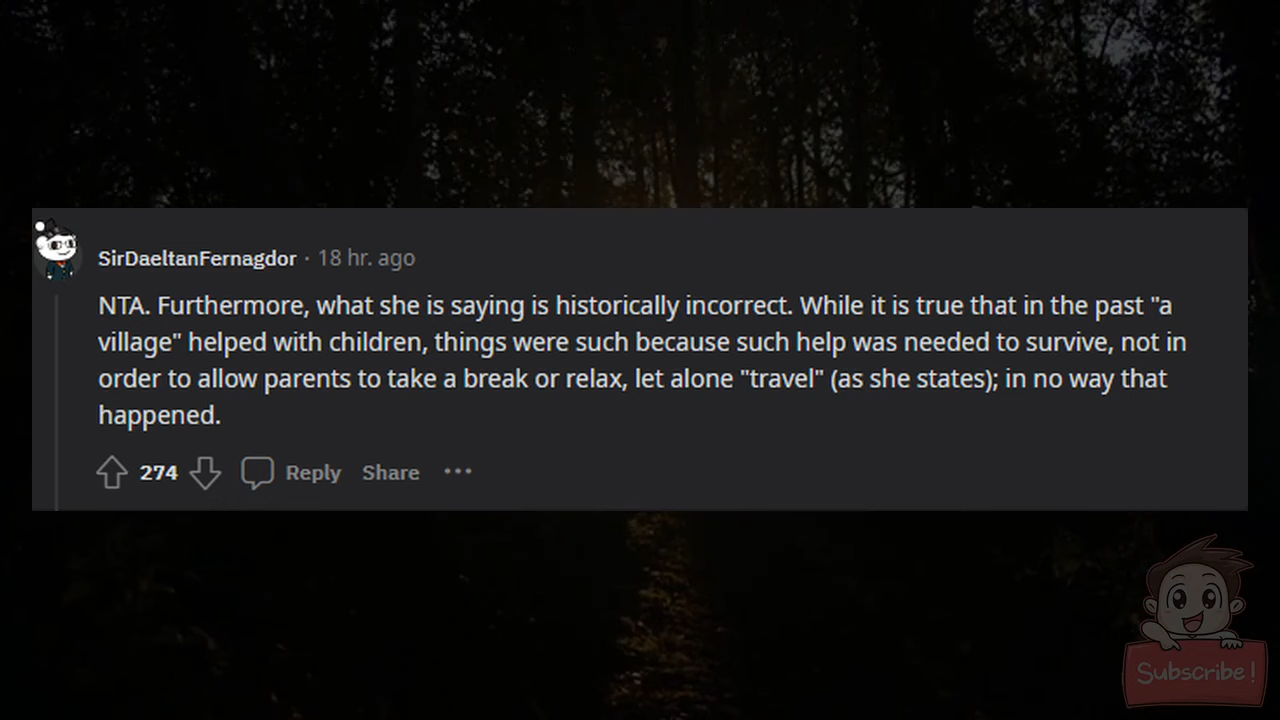 SirDaeltanFernagdor · 18 hr. ago
NTA. Furthermore, what she is saying is historically incorrect. While it is true that in the past "a
village" helped with children, things were such because such help was needed to survive, not in
order to allow parents to take a break or relax, let alone "travel" (as she states); in no way that
happened.
274 Reply Share ···
Subscribe!